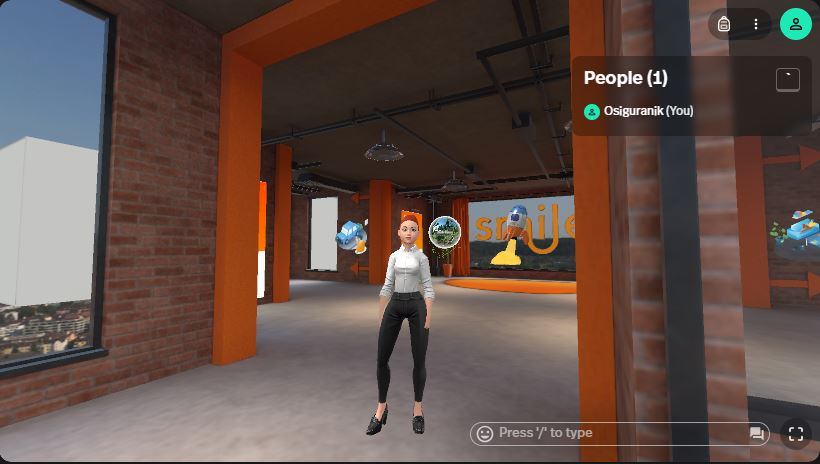 People (1)
Osiguranik (You)
smile
Press '/' to type